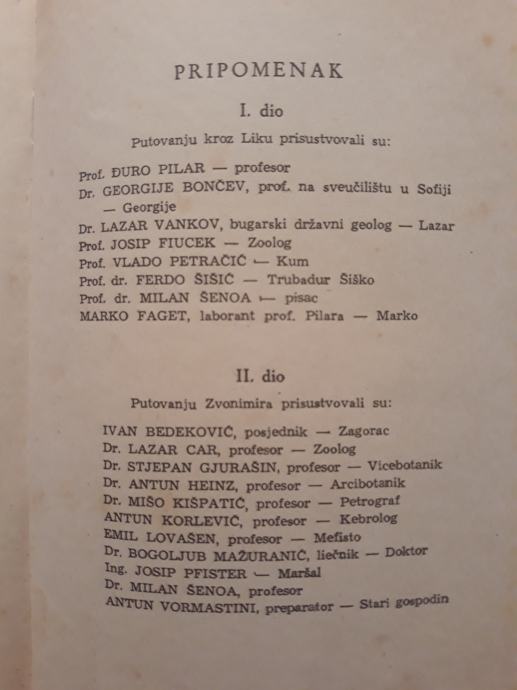 PRIPOMENAK
I. dio
Putovanju kroz Liku prisustvovali su:
Prof. ĐURO PILAR — profesor
Dr. GEORGIJE BONČEV, prof. na sveučilištu u Sofiji
— Georgije
Dr. LAZAR VANKOV, bugarski državni geolog — Lazar
Prof. JOSIP FIUCEK — Zoolog
Prof. VLADO PETRAČIĆ — Kum
Prof. dr. FERDO ŠIŠIĆ — Trubadur Šiško
Prof. dr. MILAN ŠENOA — pisac
MARKO FAGET, laborant prof. Pilara — Marko
II. dio
Putovanju Zvonimira prisustvovali su:
IVAN BEDEKOVIĆ, posjednik — Zagorac
Dr. LAZAR CAR, profesor — Zoolog
Dr. STJEPAN GJURAŠIN, profesor — Vicebotanik
Dr. ANTUN HEINZ, profesor — Arcibotanik
Dr. MIŠO KIŠPATIĆ, profesor — Petrograf
ANTUN KORLEVIĆ, profesor — Kebrolog
EMIL LOVAŠEN, profesor — Mefisto
Dr. BOGOLJUB MAŽURANIĆ, liečnik — Doktor
Ing. JOSIP PFISTER — Maršal
Dr. MILAN ŠENOA, profesor
ANTUN VORMASTINI, preparator — Stari gospodin